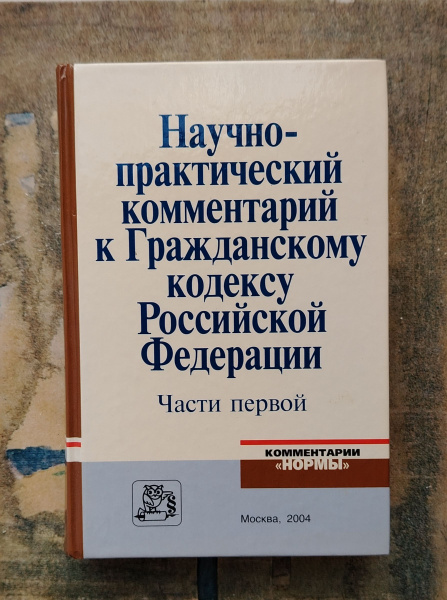 Научно-
практический
комментарий
к Гражданскому
кодексу
Российской
Федерации
Части первой
КОММЕНТАРИИ
«НОРМЫ»
§
Москва, 2004